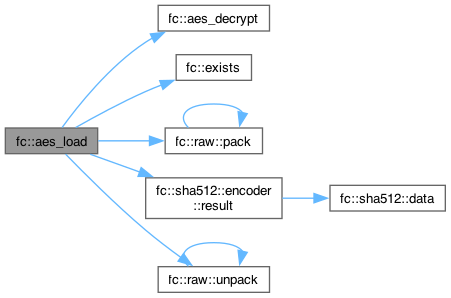 fc::aes_decrypt
fc::exists
fc::aes_load
fc::raw::pack
fc::sha512::encoder
::result
fc::sha512::data
fc::raw::unpack